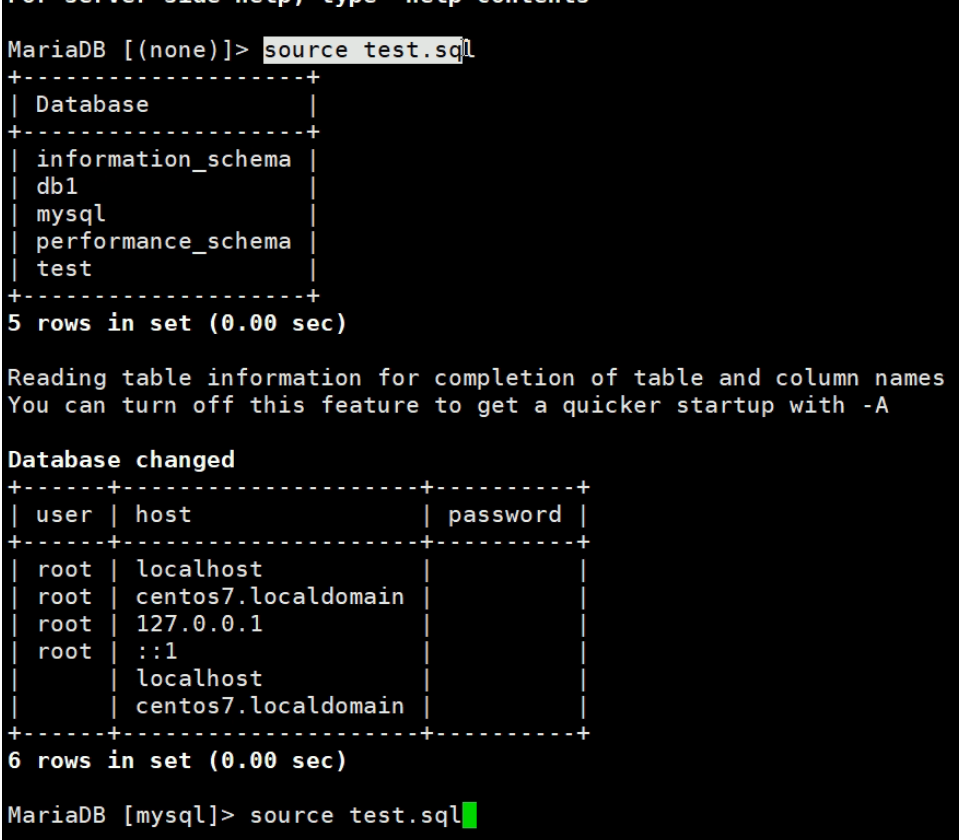 For server side help, type 'help contents'
MariaDB [(none)]> source test.sql
+--------------------+
| Database           |
+--------------------+
| information_schema |
| db1                |
| mysql              |
| performance_schema |
| test               |
+--------------------+
5 rows in set (0.00 sec)
Reading table information for completion of table and column names
You can turn off this feature to get a quicker startup with -A
Database changed
+------+---------------------+----------+
| user | host                | password |
+------+---------------------+----------+
| root | localhost           |          |
| root | centos7.localdomain |          |
| root | 127.0.0.1           |          |
| root | ::1                 |          |
|      | localhost           |          |
|      | centos7.localdomain |          |
+------+---------------------+----------+
6 rows in set (0.00 sec)
MariaDB [mysql]> source test.sql